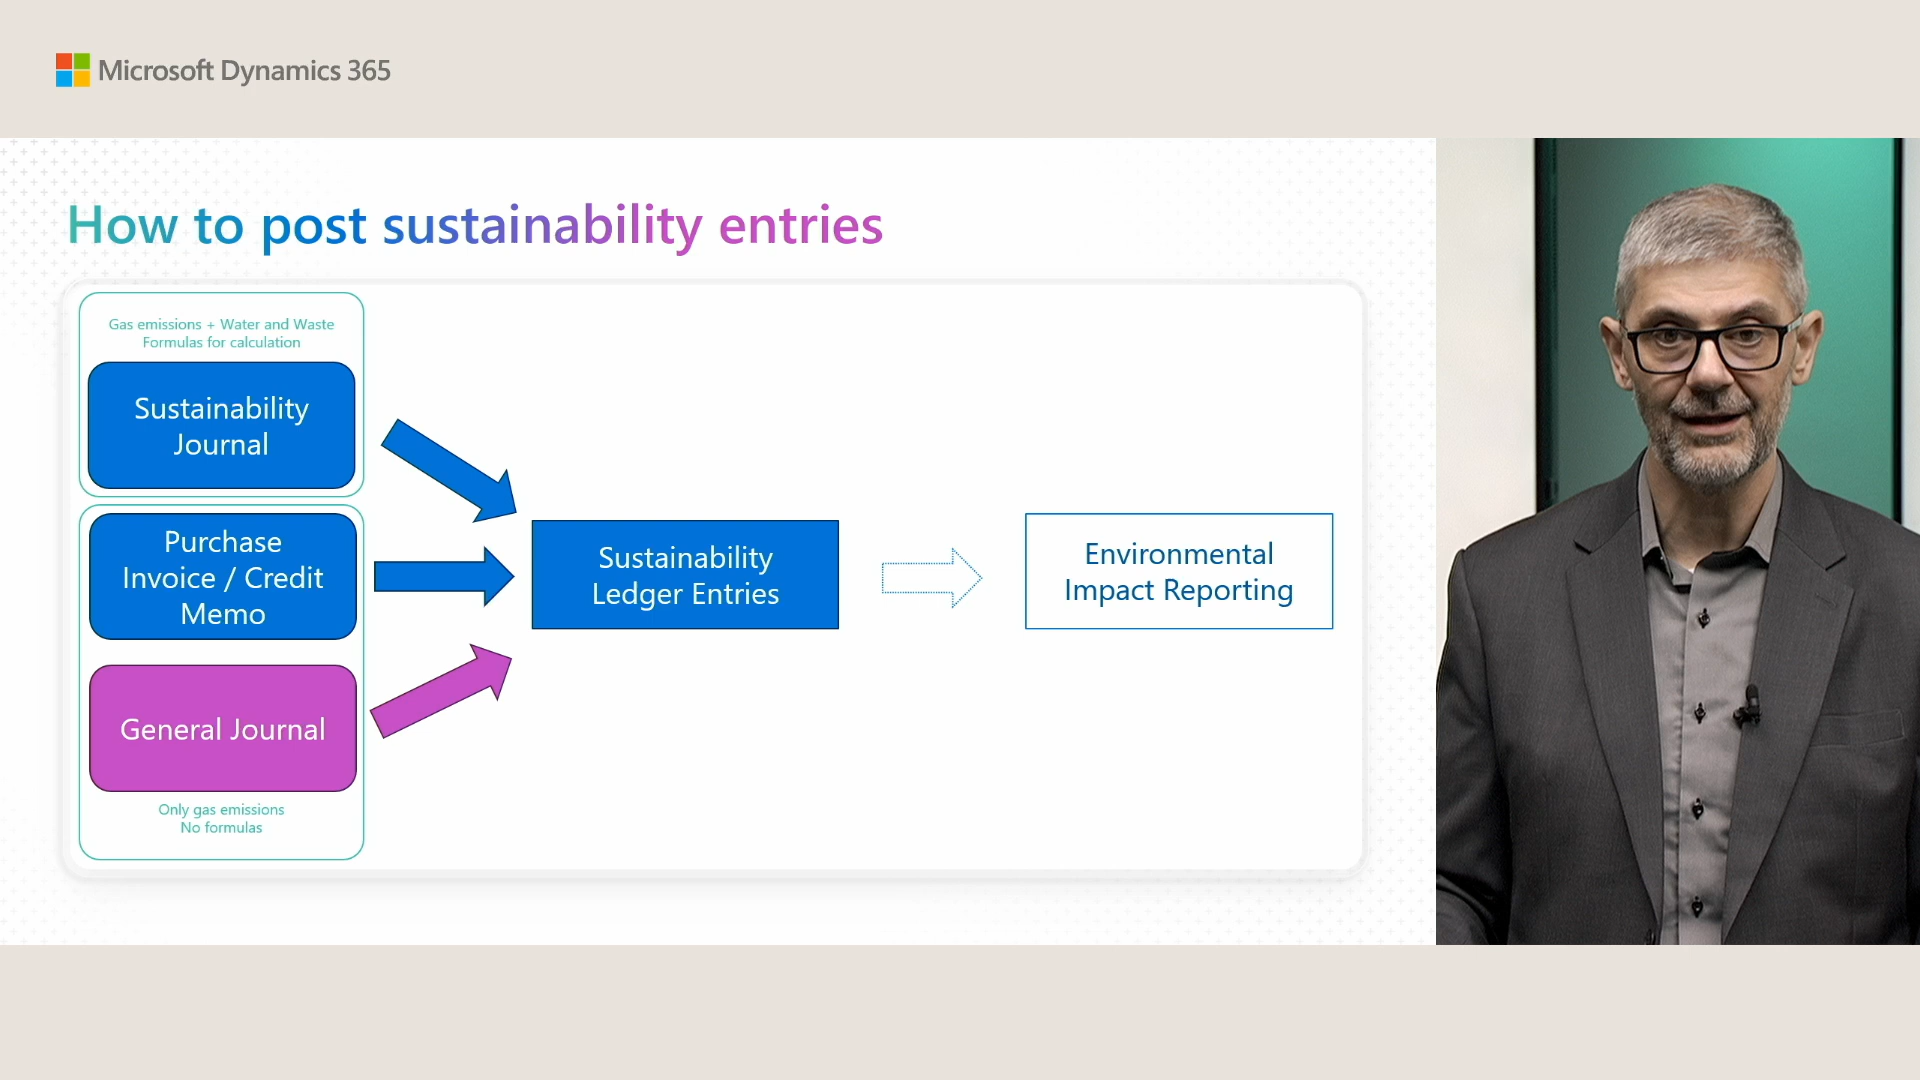 Microsoft Dynamics 365
How to post sustainability entries
Gas emissions + Water and Waste
Formulas for calculation
Sustainability
Journal
Purchase
Invoice / Credit
Memo
General Journal
Only gas emissions
No formulas
Sustainability
Ledger Entries
Environmental
Impact Reporting